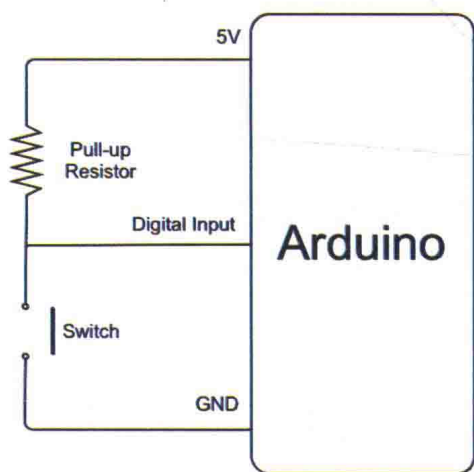 5V
Pull-up
Resistor
Digital Input
Arduino
Switch
GND